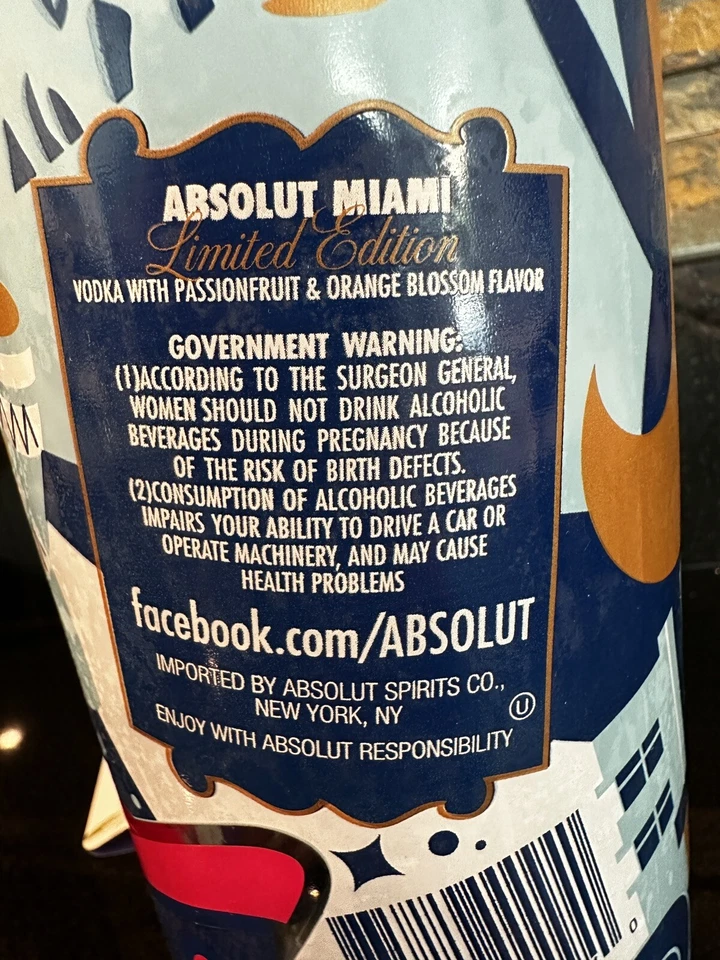 ABSOLUT MIAMI
Limited Edition
VODKA WITH PASSIONFRUIT & ORANGE BLOSSOM FLAVOR
GOVERNMENT WARNING:
(1)ACCORDING TO THE SURGEON GENERAL,
WOMEN SHOULD NOT DRINK ALCOHOLIC
BEVERAGES DURING PREGNANCY BECAUSE
OF THE RISK OF BIRTH DEFECTS.
(2)CONSUMPTION OF ALCOHOLIC BEVERAGES
IMPAIRS YOUR ABILITY TO DRIVE A CAR OR
OPERATE MACHINERY, AND MAY CAUSE
HEALTH PROBLEMS
facebook.com/ABSOLUT
IMPORTED BY ABSOLUT SPIRITS CO.,
NEW YORK, NY
U
ENJOY WITH ABSOLUT RESPONSIBILITY
0